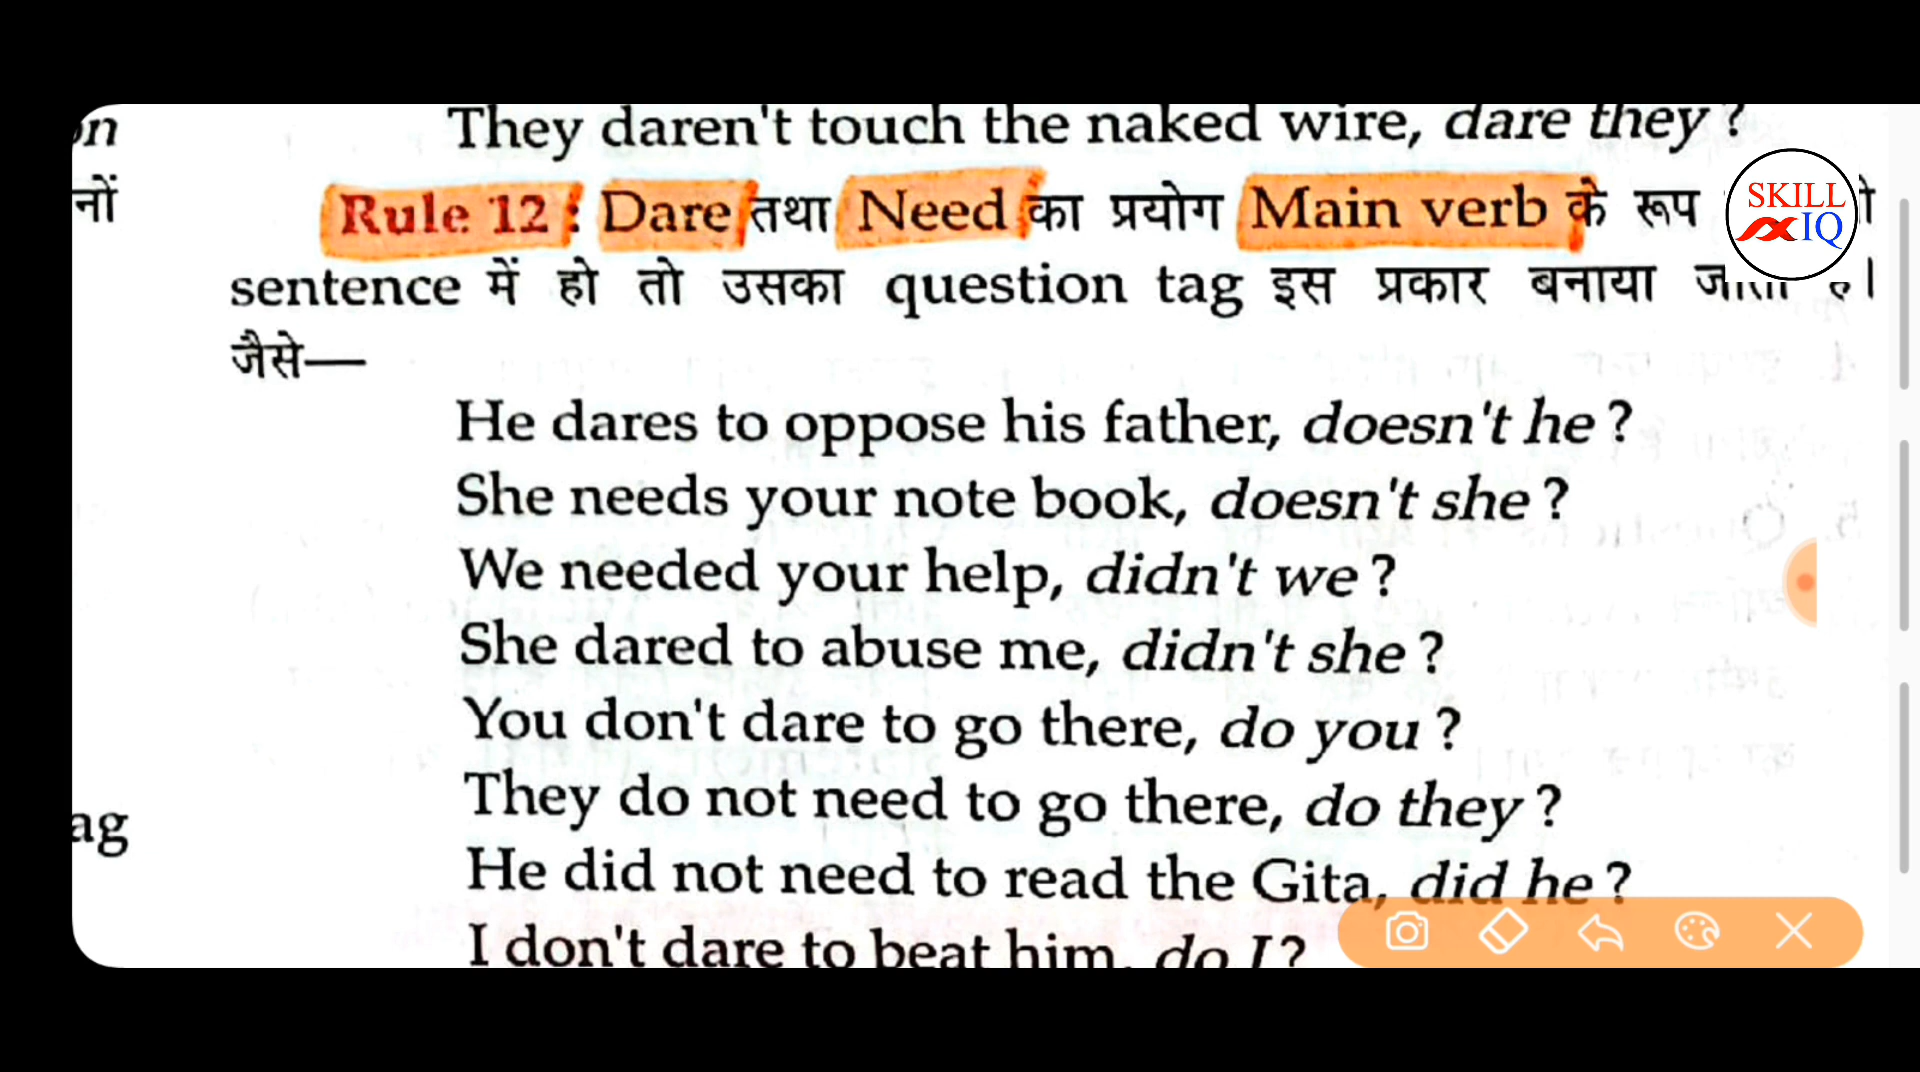 on
They daren't touch the naked wire, dare they ?
नों
Rule 12 : Dare तथा Need का प्रयोग Main verb के रूप
SKILL
IQ
sentence में हो तो उसका question tag इस प्रकार बनाया जाता है।
जैसे—
He dares to oppose his father, doesn't he ?
She needs your note book, doesn't she ?
We needed your help, didn't we ?
She dared to abuse me, didn't she ?
You don't dare to go there, do you ?
They do not need to go there, do they ?
ag
He did not need to read the Gita, did he ?
I don't dare to beat him, do I ?